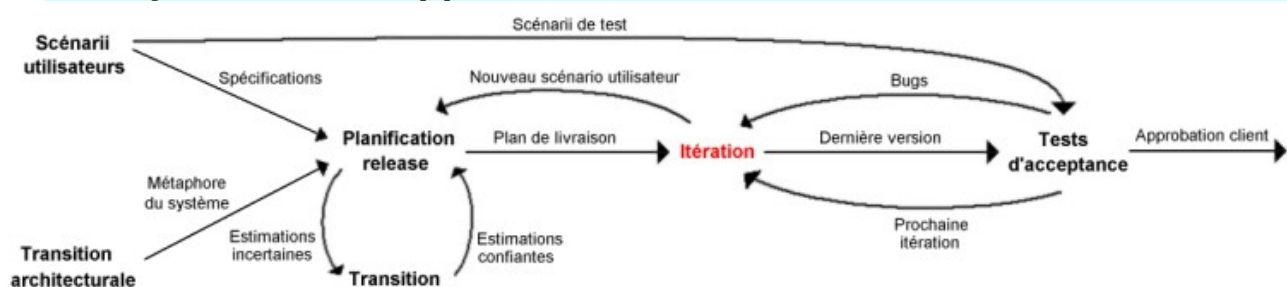 Scénarii de test
Scénarii
utilisateurs
Spécifications
Nouveau scénario utilisateur
Bugs
Planification
release
Plan de livraison
Itération
Dernière version
Tests
d'acceptance
Approbation client
Métaphore
du système
Estimations
incertaines
Estimations
confiantes
Prochaine
itération
Transition
architecturale
Transition